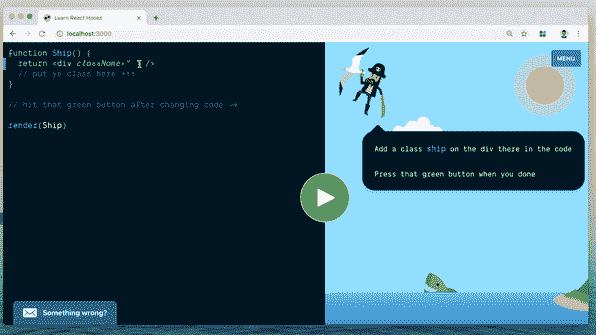 Learn React Hooks
localhost:3000
function Ship() {
return <div className=" " />
// put ye class here +++
}
// hit that green button after changing code ->
render(Ship)
MENU
Add a class ship on the div there in the code
Press that green button when you done
Something wrong?